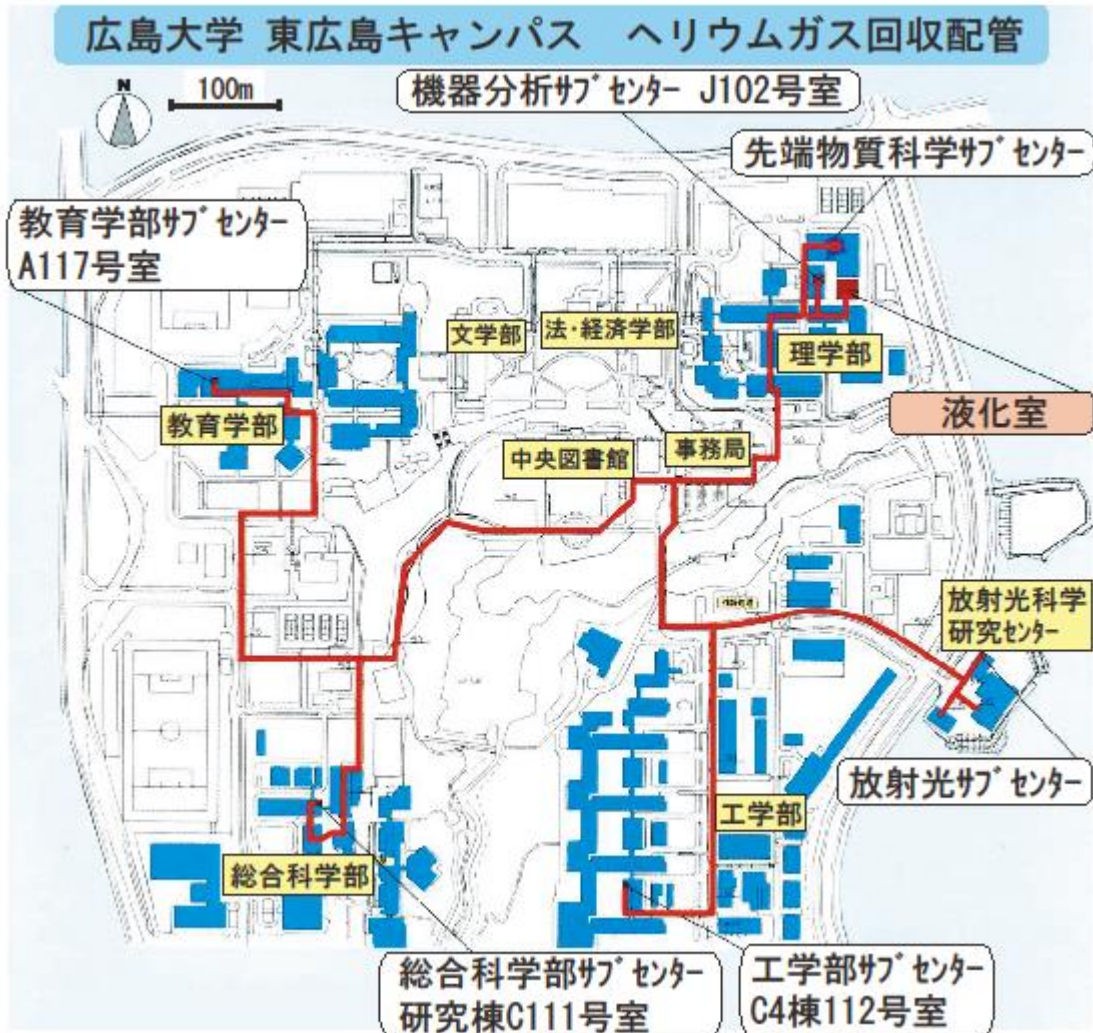 広島大学 東広島キャンパス　ヘリウムガス回収配管
N
100m
機器分析サブセンター J102号室
先端物質科学サブセンター
教育学部サブセンター
A117号室
文学部
法・経済学部
理学部
液化室
教育学部
中央図書館
事務局
放射光科学
研究センター
放射光サブセンター
工学部
総合科学部
総合科学部サブセンター
研究棟C111号室
工学部サブセンター
C4棟112号室